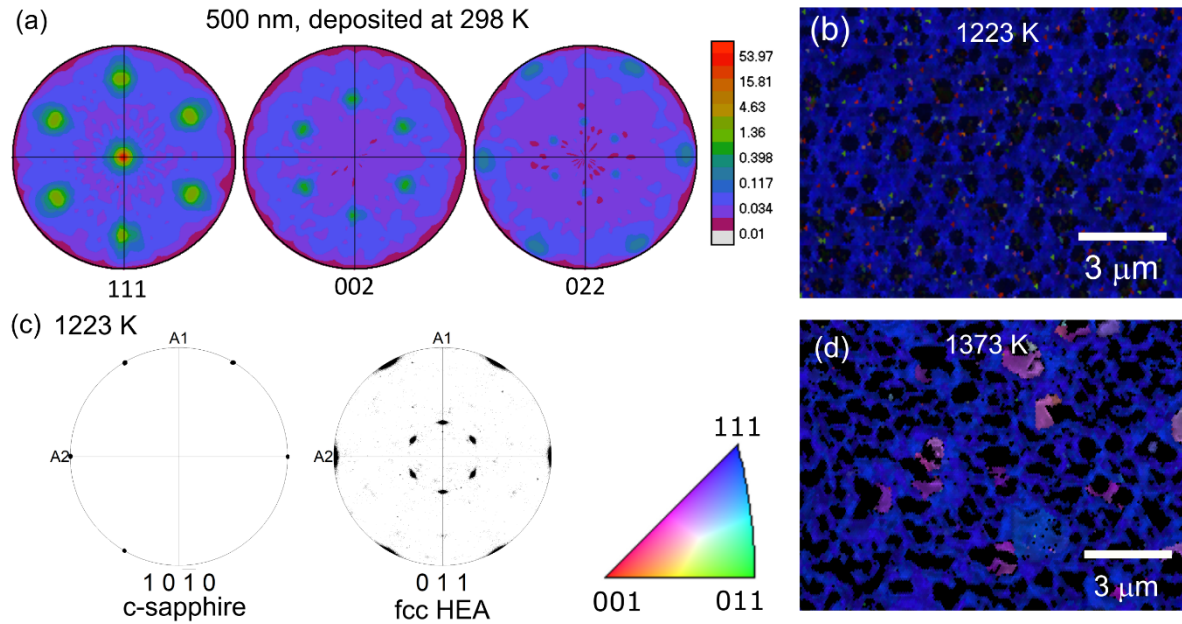 (a) 500 nm, deposited at 298 K
53.97
15.81
4.63
1.36
0.398
0.117
0.034
0.01
111 002 022
(b) 1223 K
3 μm
(c) 1223 K
A1
A2
1 0 1̅ 0
c-sapphire
A1
A2
0 1 1
fcc HEA
111
001 011
(d) 1373 K
3 μm